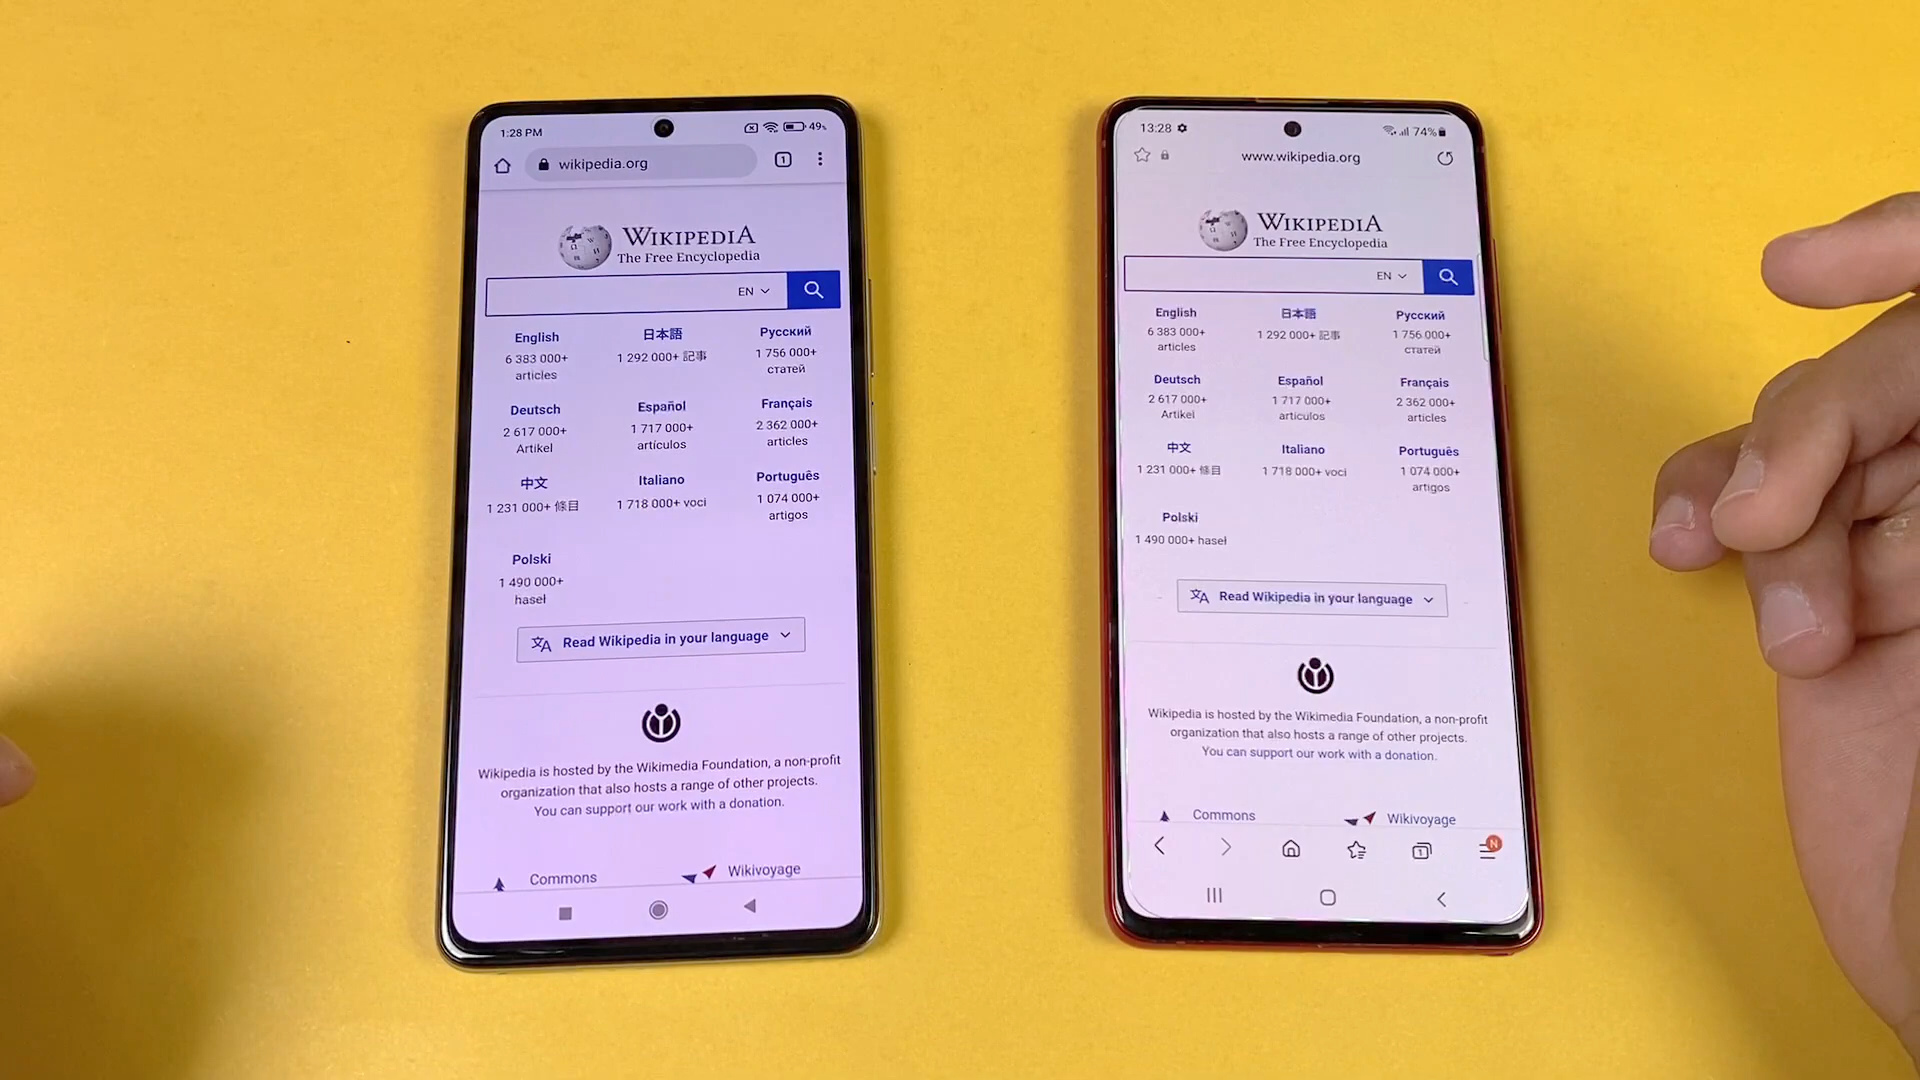 1:28 PM
49%
wikipedia.org
1
WIKIPEDIA
The Free Encyclopedia
EN
English
日本語
Русский
6 383 000+
articles
1 292 000+ 記事
1 756 000+
статей
Deutsch
Español
Français
2 617 000+
Artikel
1 717 000+
artículos
2 362 000+
articles
中文
Italiano
Português
1 231 000+ 條目
1 718 000+ voci
1 074 000+
artigos
Polski
1 490 000+
haseł
Read Wikipedia in your language
Wikipedia is hosted by the Wikimedia Foundation, a non-profit
organization that also hosts a range of other projects.
You can support our work with a donation.
Commons
Wikivoyage
13:28
74%
www.wikipedia.org
WIKIPEDIA
The Free Encyclopedia
EN
English
日本語
Русский
6 383 000+
articles
1 292 000+ 記事
1 756 000+
статей
Deutsch
Español
Français
2 617 000+
Artikel
1 717 000+
artículos
2 362 000+
articles
中文
Italiano
Português
1 231 000+ 條目
1 718 000+ voci
1 074 000+
artigos
Polski
1 490 000+ haseł
Read Wikipedia in your language
Wikipedia is hosted by the Wikimedia Foundation, a non-profit
organization that also hosts a range of other projects.
You can support our work with a donation.
Commons
Wikivoyage
1
N